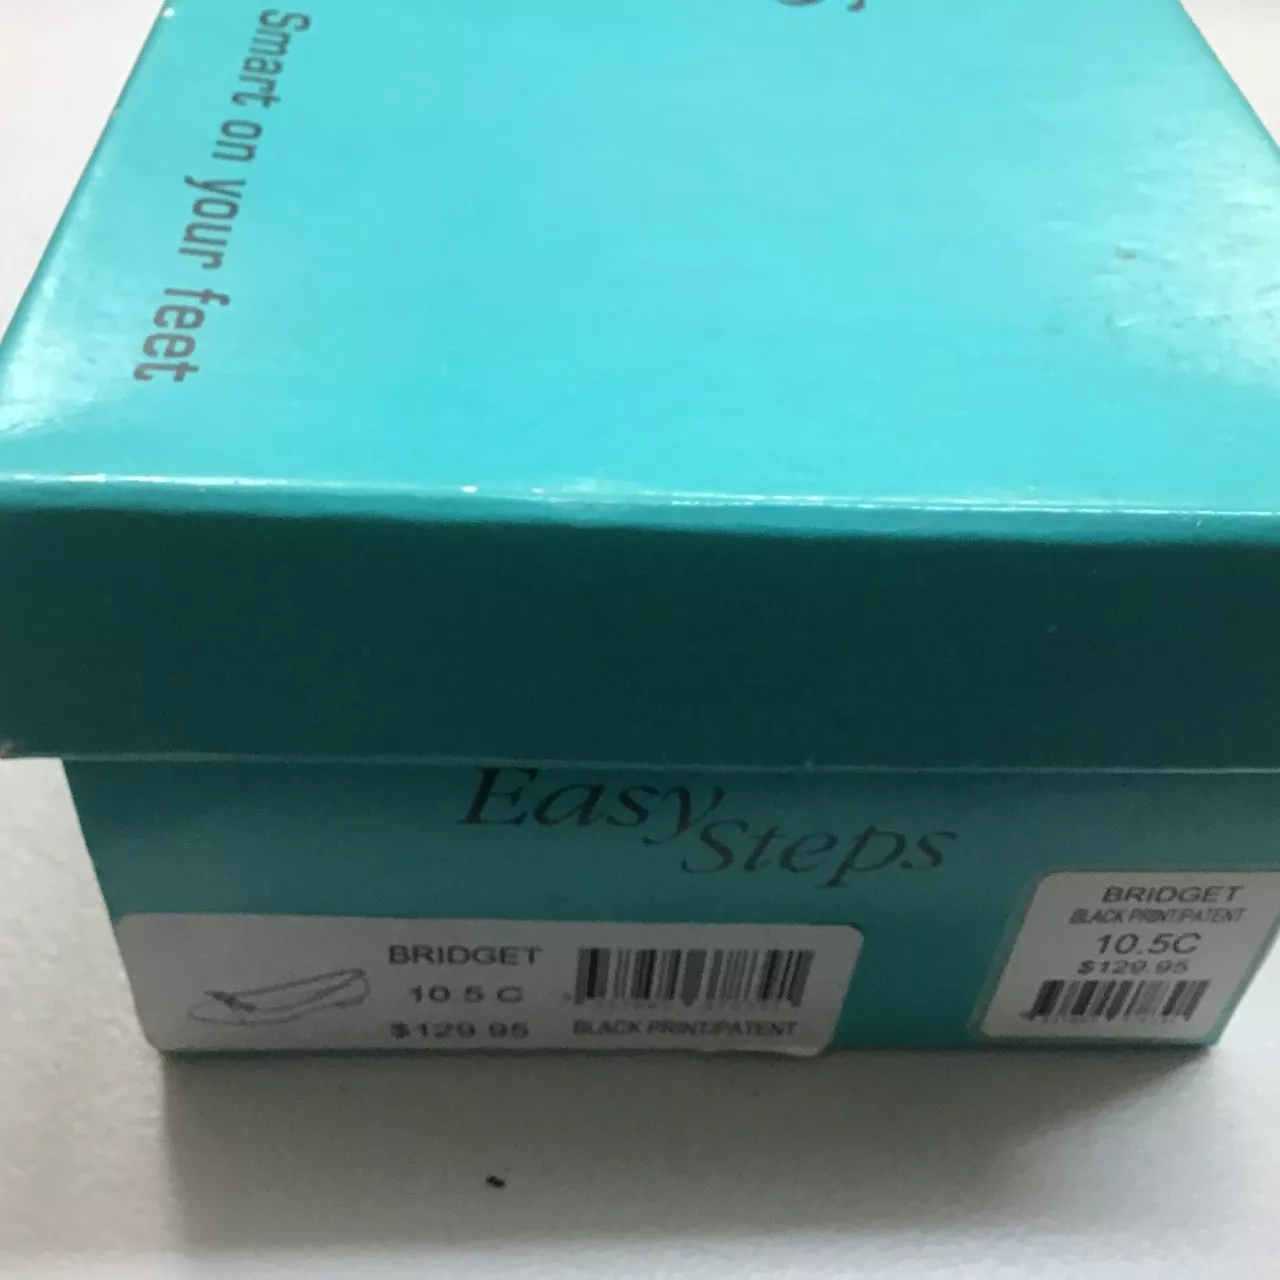 Smart on your feet
Easy Steps
BRIDGET
10.5 C
$129.95
BLACK PRINT/PATENT
BRIDGET
BLACK PRINT/PATENT
10.5C
$129.95